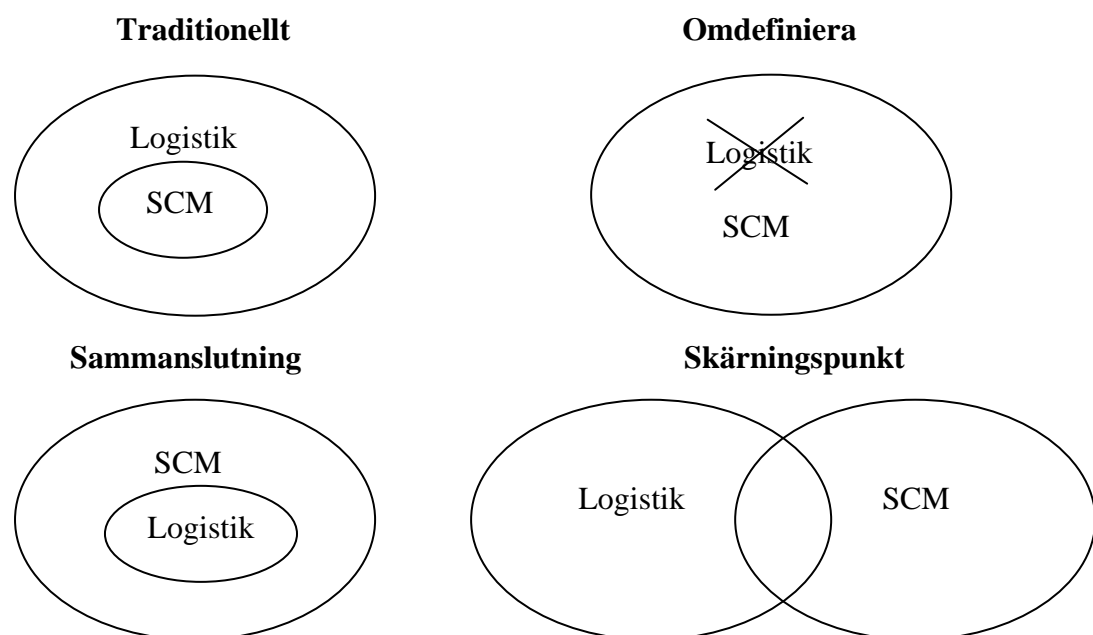 Traditionellt
Logistik
SCM
Omdefiniera
Logistik
SCM
Sammanslutning
SCM
Logistik
Skärningspunkt
Logistik
SCM